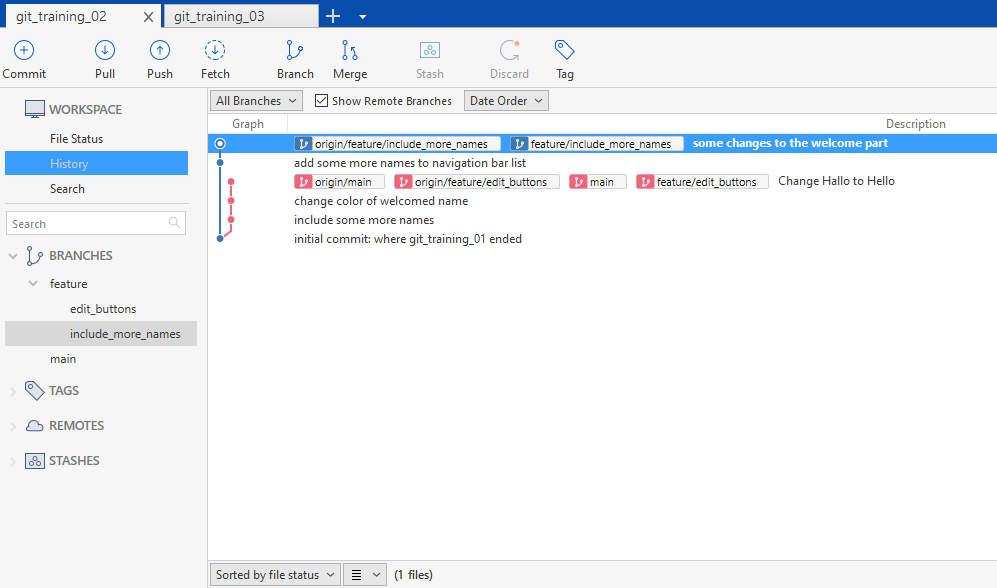 git_training_02 git_training_03
Commit Pull Push Fetch Branch Merge Stash Discard Tag
WORKSPACE
File Status
History
Search
Search
BRANCHES
feature
edit_buttons
include_more_names
main
TAGS
REMOTES
STASHES
All Branches Show Remote Branches Date Order
Graph Description
origin/feature/include_more_names feature/include_more_names some changes to the welcome part
add some more names to navigation bar list
origin/main origin/feature/edit_buttons main feature/edit_buttons Change Hallo to Hello
change color of welcomed name
include some more names
initial commit: where git_training_01 ended
Sorted by file status (1 files)